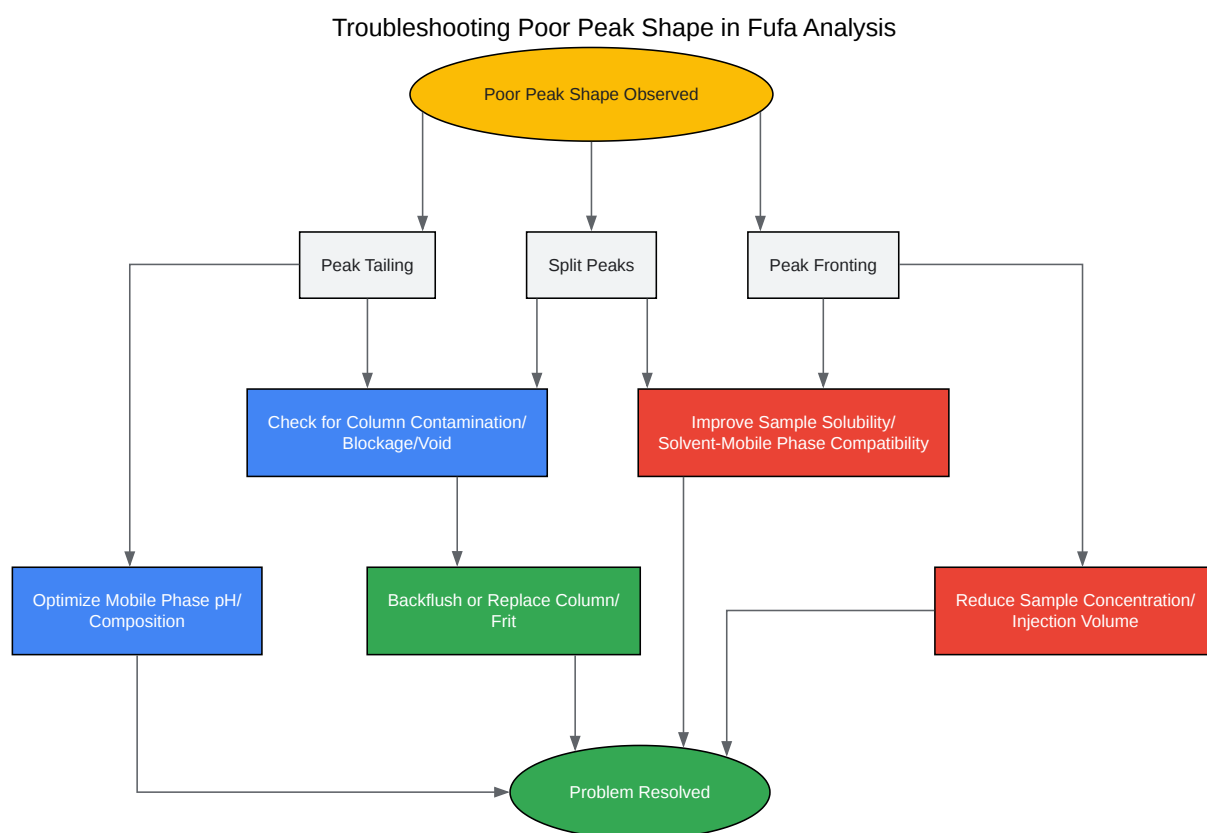 Troubleshooting Poor Peak Shape in Fufa Analysis
Poor Peak Shape Observed
Peak Tailing
Split Peaks
Peak Fronting
Check for Column Contamination/
Blockage/Void
Improve Sample Solubility/
Solvent-Mobile Phase Compatibility
Optimize Mobile Phase pH/
Composition
Backflush or Replace Column/
Frit
Reduce Sample Concentration/
Injection Volume
Problem Resolved